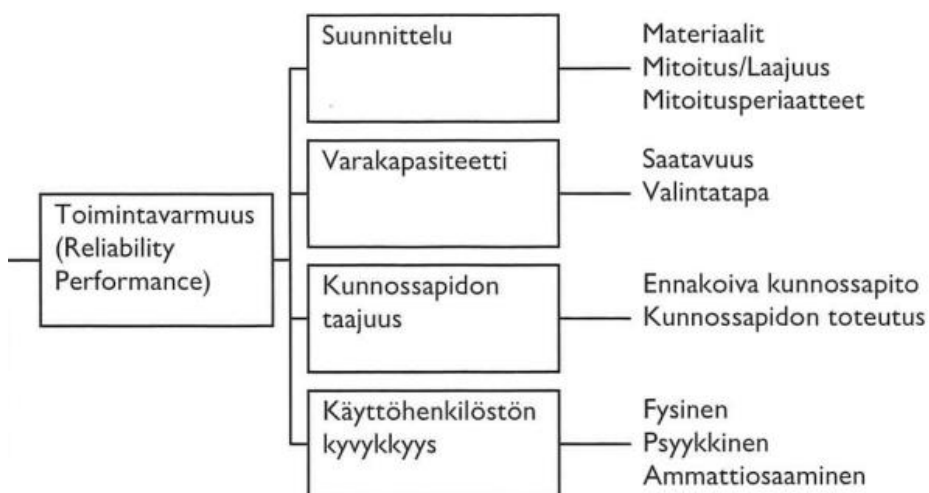 Suunnittelu
Materiaalit
Mitoitus/Laajuus
Mitoitusperiaatteet
Varakapasiteetti
Saatavuus
Valintatapa
Toimintavarmuus
(Reliability
Performance)
Kunnossapidon
taajuus
Ennakoiva kunnossapito
Kunnossapidon toteutus
Käyttöhenkilöstön
kyvykkyys
Fysinen
Psyykkinen
Ammattiosaaminen